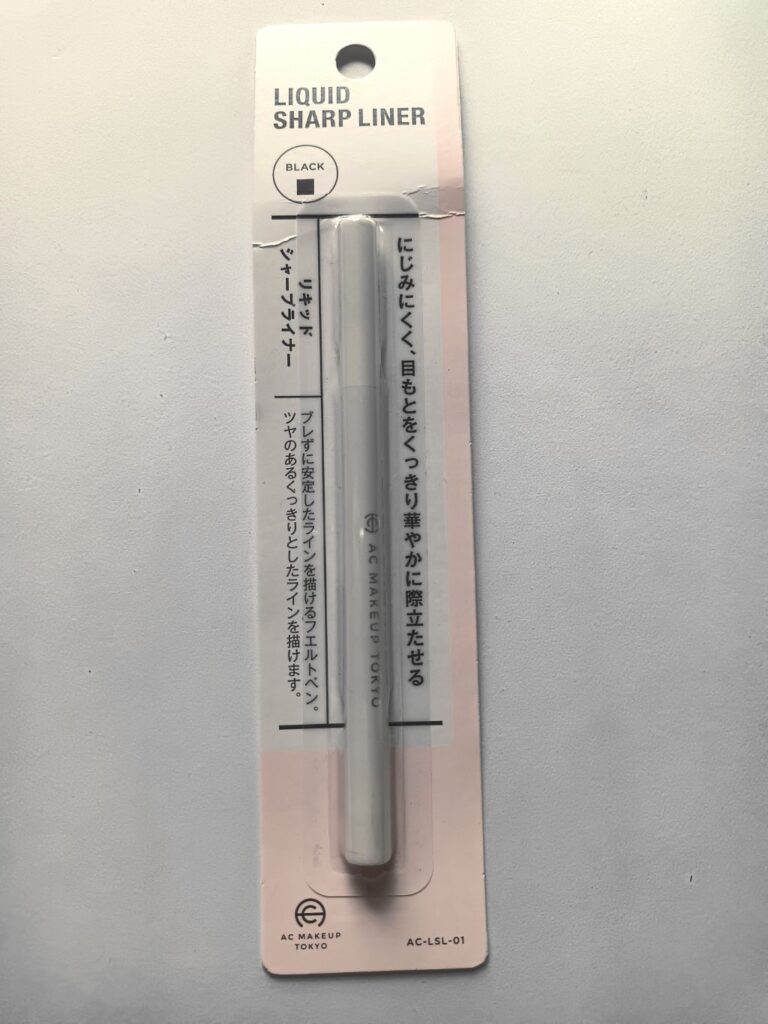 LIQUID
SHARP LINER
BLACK
にじみにくく、目もとをくっきり華やかに際立たせる
リキッド
シャープライナー
ブレずに安定したラインを描けるフエルトペン。
ツヤのあるくっきりとしたラインを描けます。
AC MAKEUP TOKYO
AC MAKEUP
TOKYO
AC-LSL-01